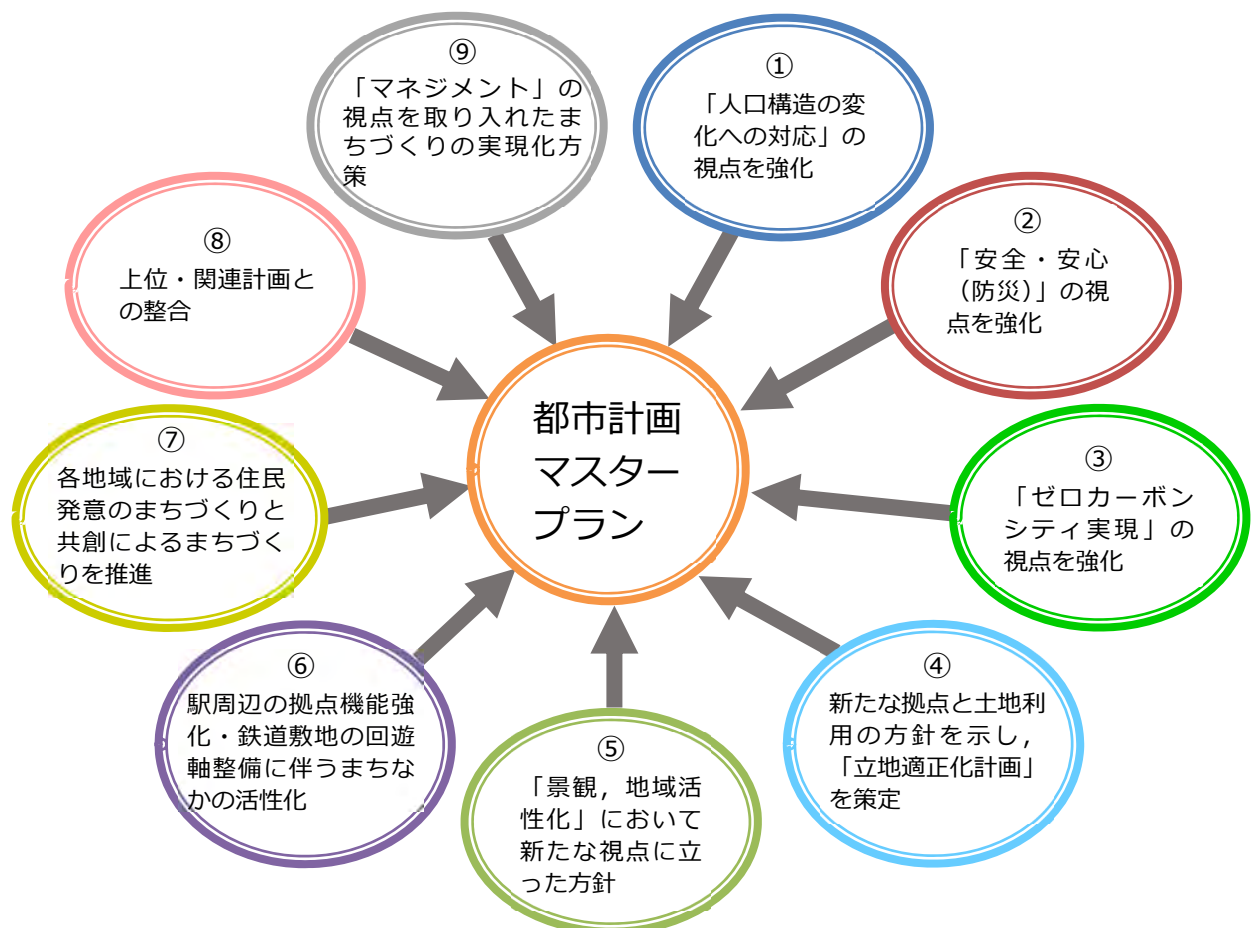 ①
「人口構造の変
化への対応」の
視点を強化
②
「安全・安心
（防災）」の視
点を強化
③
「ゼロカーボン
シティ実現」の
視点を強化
④
新たな拠点と土地利
用の方針を示し，
「立地適正化計画」
を策定
⑤
「景観，地域活
性化」において
新たな視点に立
った方針
⑥
駅周辺の拠点機能強
化・鉄道敷地の回遊
軸整備に伴うまちな
かの活性化
⑦
各地域における住民
発意のまちづくりと
共創によるまちづく
りを推進
⑧
上位・関連計画と
の整合
⑨
「マネジメント」の
視点を取り入れたま
ちづくりの実現化方
策
都市計画
マスター
プラン